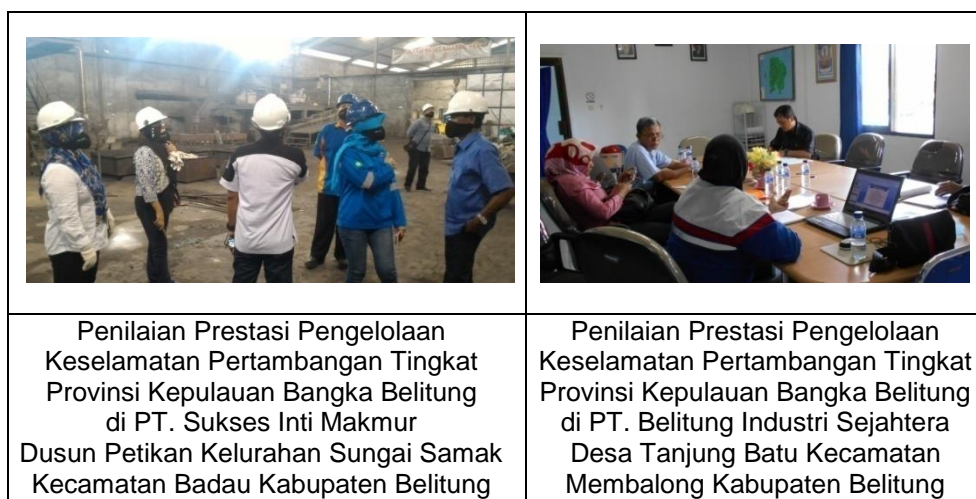 Penilaian Prestasi Pengelolaan
Keselamatan Pertambangan Tingkat
Provinsi Kepulauan Bangka Belitung
di PT. Sukses Inti Makmur
Dusun Petikan Kelurahan Sungai Samak
Kecamatan Badau Kabupaten Belitung
Penilaian Prestasi Pengelolaan
Keselamatan Pertambangan Tingkat
Provinsi Kepulauan Bangka Belitung
di PT. Belitung Industri Sejahtera
Desa Tanjung Batu Kecamatan
Membalong Kabupaten Belitung